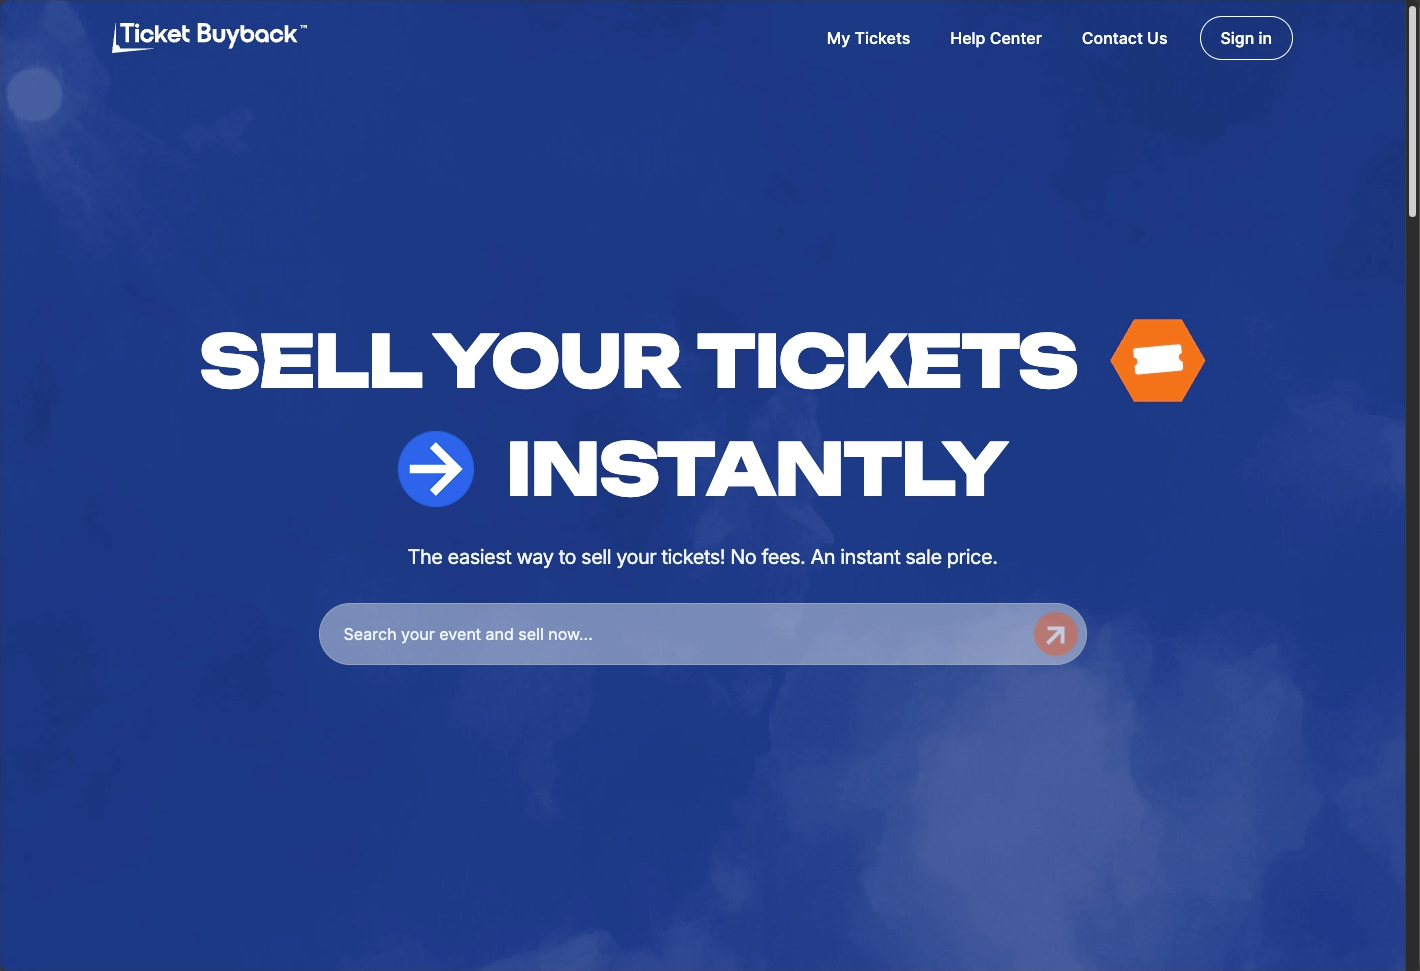 Ticket Buyback™
My Tickets
Help Center
Contact Us
Sign in
SELL YOUR TICKETS
INSTANTLY
The easiest way to sell your tickets! No fees. An instant sale price.
Search your event and sell now...